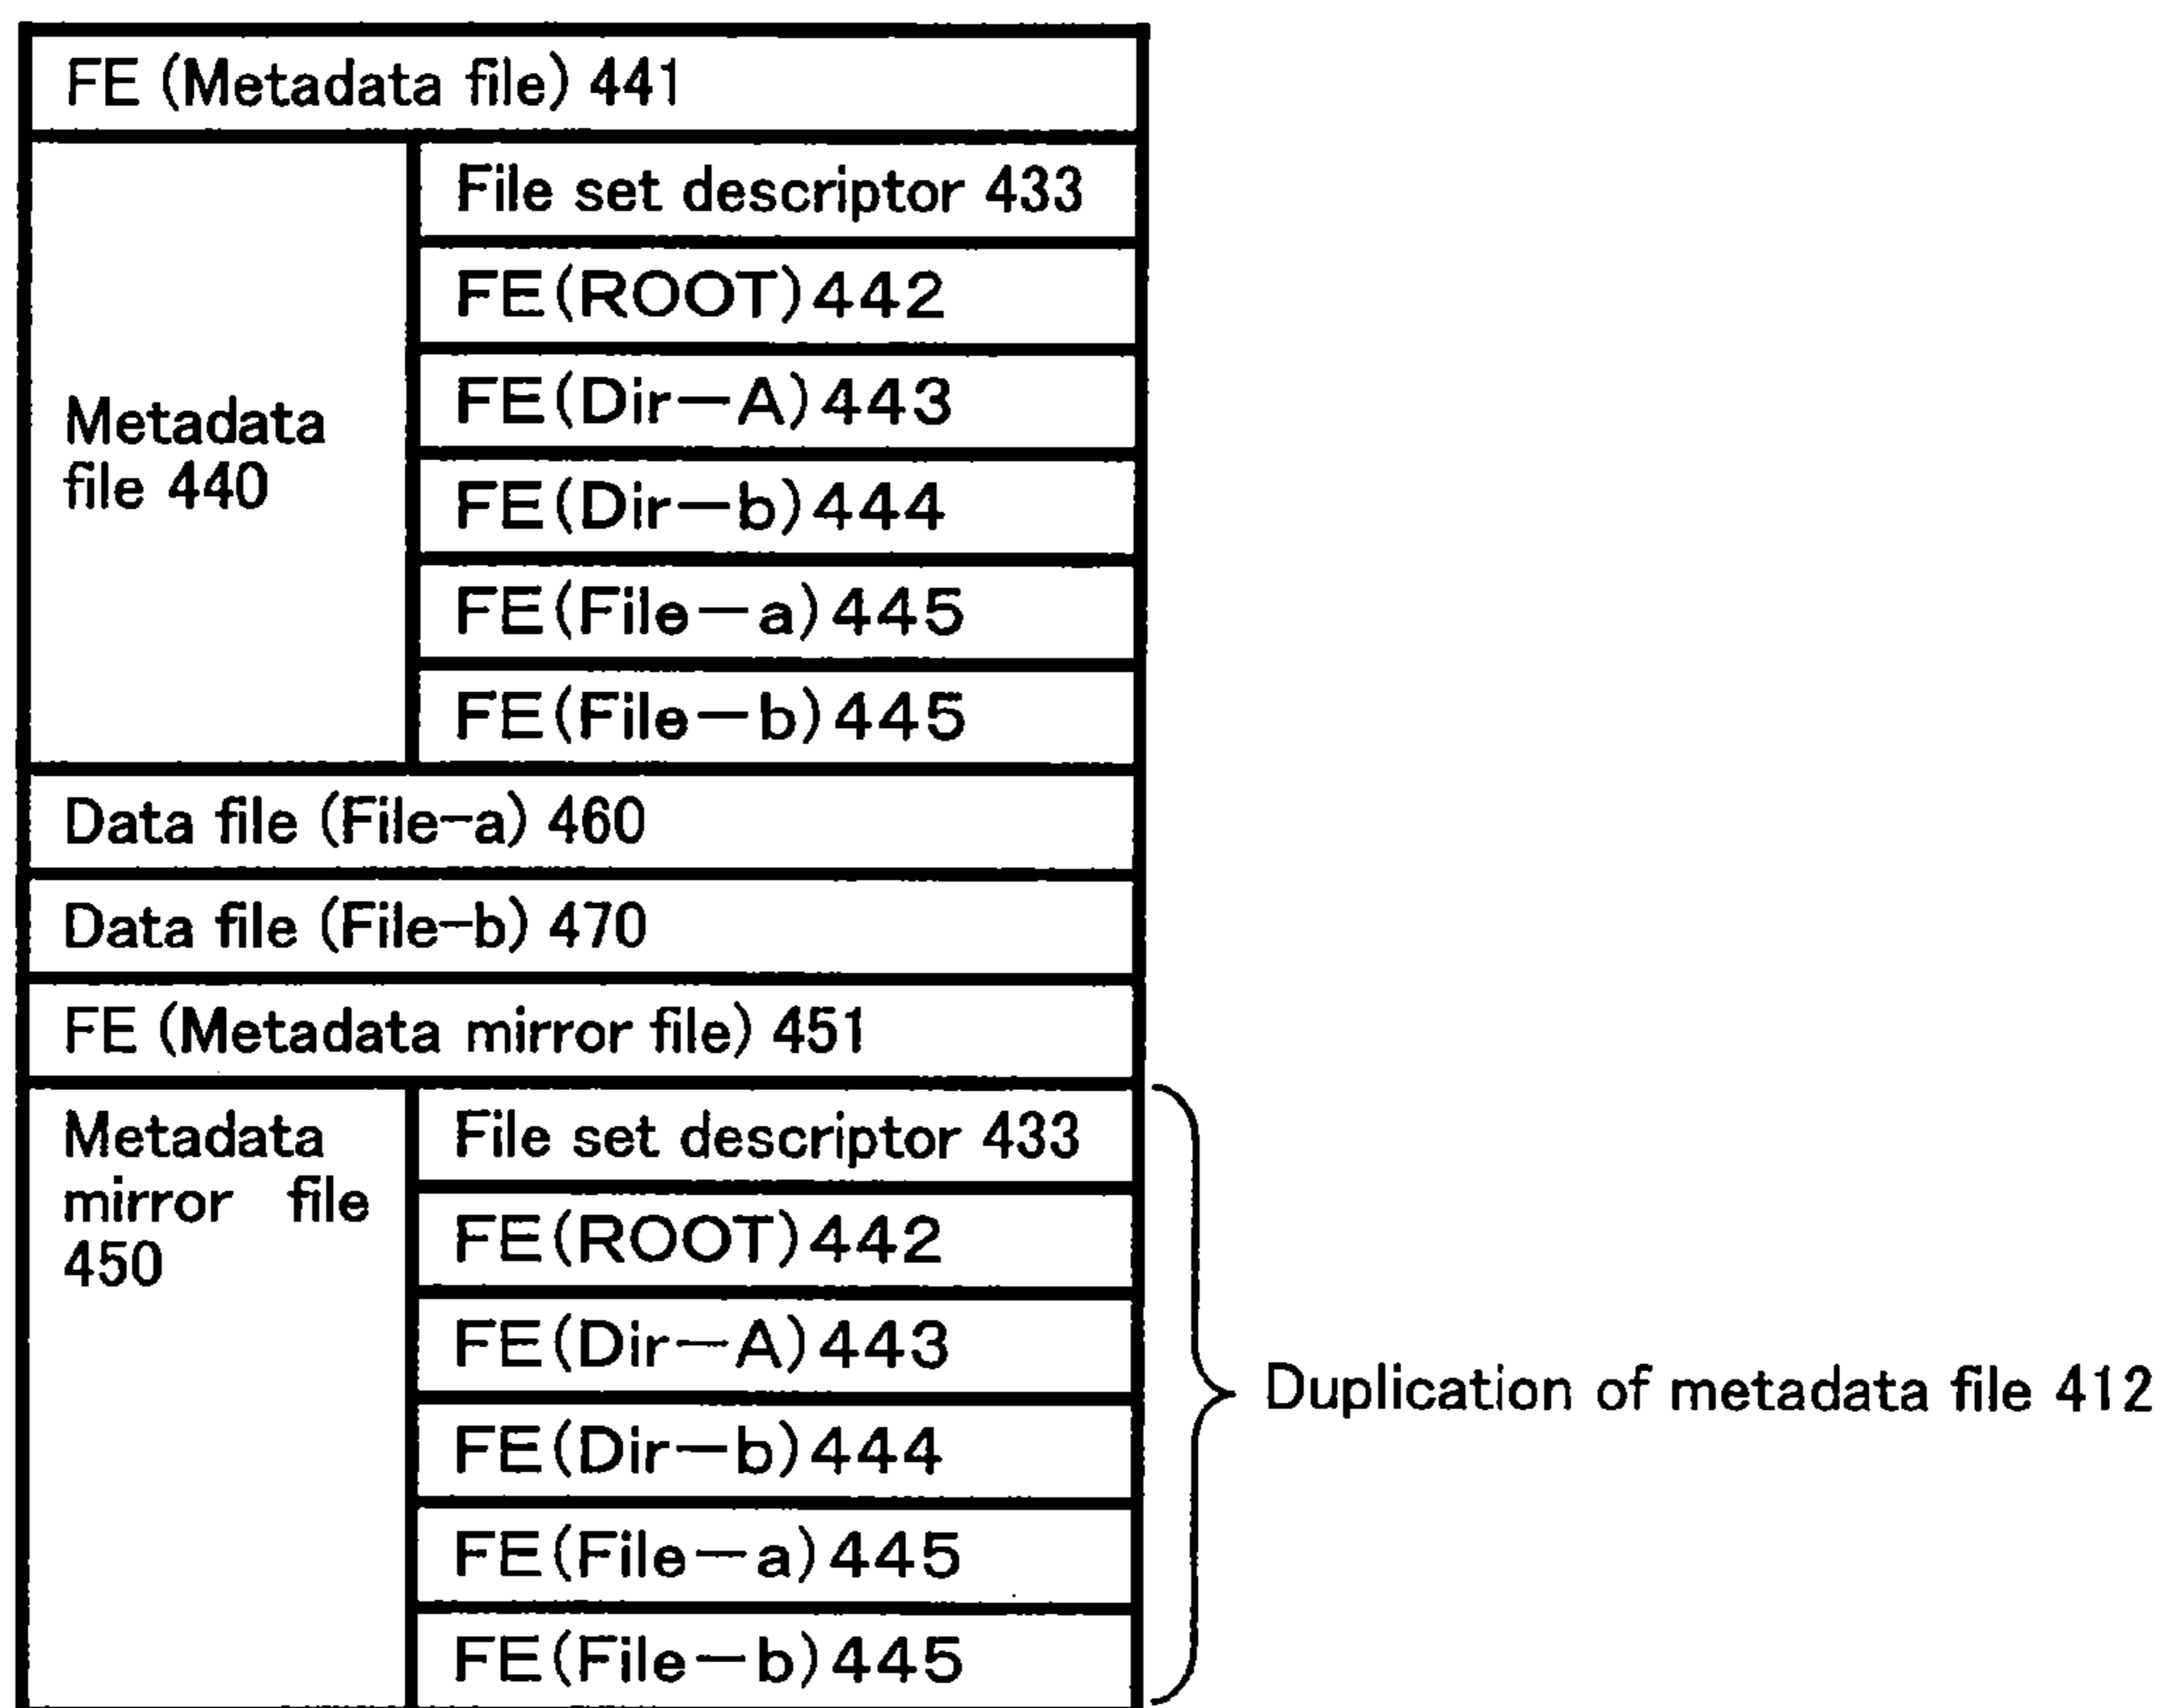 FE (Metadata file) 441
Metadata
file 440
File set descriptor 433
FE(ROOT)442
FE(Dir—A)443
FE(Dir—b)444
FE(File—a)445
FE(File—b)445
Data file (File-a) 460
Data file (File-b) 470
FE (Metadata mirror file) 451
Metadata
mirror file
450
File set descriptor 433
FE(ROOT)442
FE(Dir—A)443
FE(Dir—b)444
FE(File—a)445
FE(File—b)445
Duplication of metadata file 412